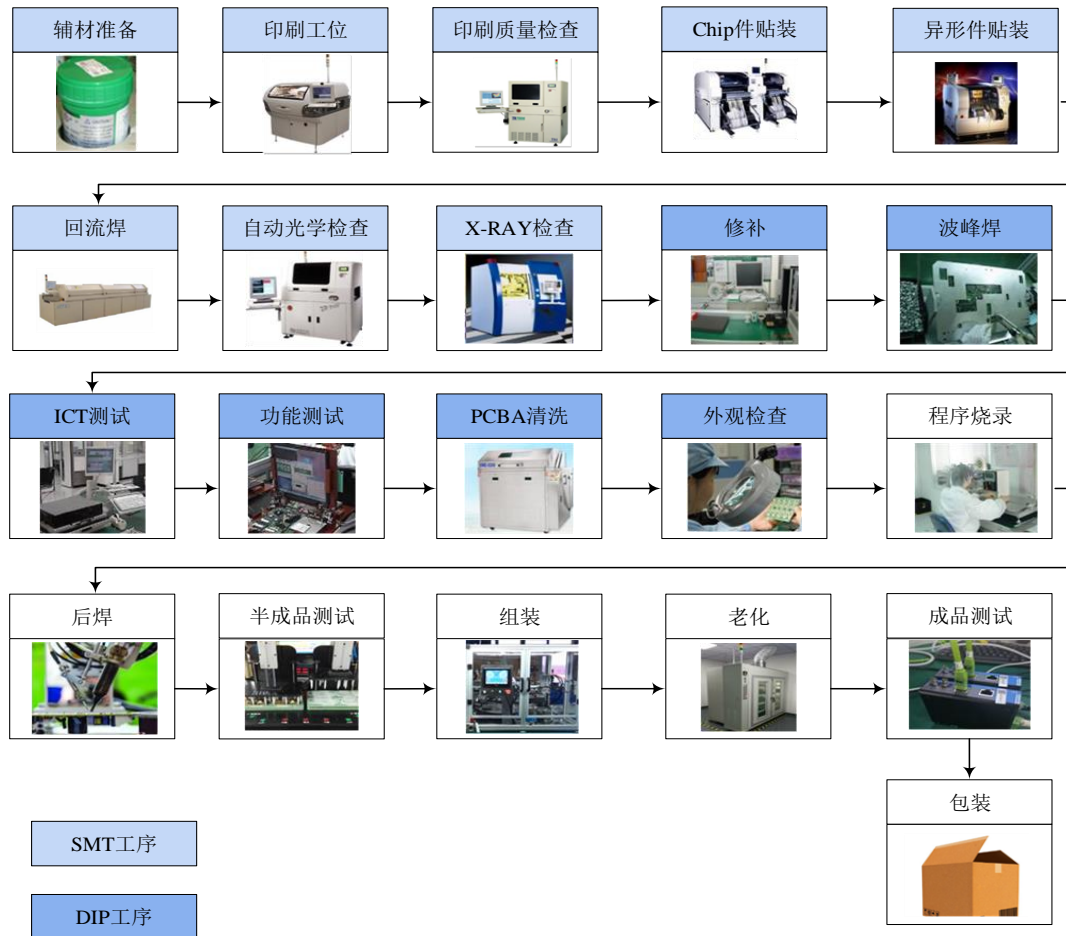 辅材准备
印刷工位
印刷质量检查
Chip件贴装
异形件贴装
回流焊
自动光学检查
X-RAY检查
修补
波峰焊
ICT测试
功能测试
PCBA清洗
外观检查
程序烧录
后焊
半成品测试
组装
老化
成品测试
包装
SMT工序
DIP工序